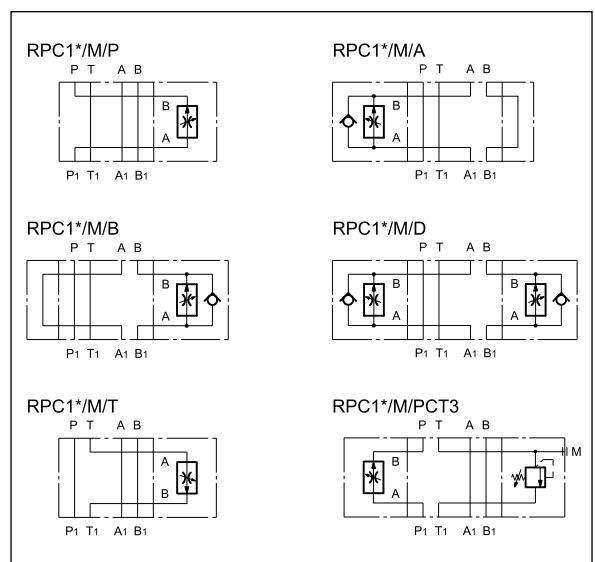 RPC1*/M/P
P T A B
B
A
P1 T1 A1 B1
RPC1*/M/A
P T A B
B
A
P1 T1 A1 B1
RPC1*/M/B
P T A B
B
A
P1 T1 A1 B1
RPC1*/M/D
P T A B
B
A
B
A
P1 T1 A1 B1
RPC1*/M/T
P T A B
A
B
P1 T1 A1 B1
RPC1*/M/PCT3
P T A B
M
B
A
P1 T1 A1 B1